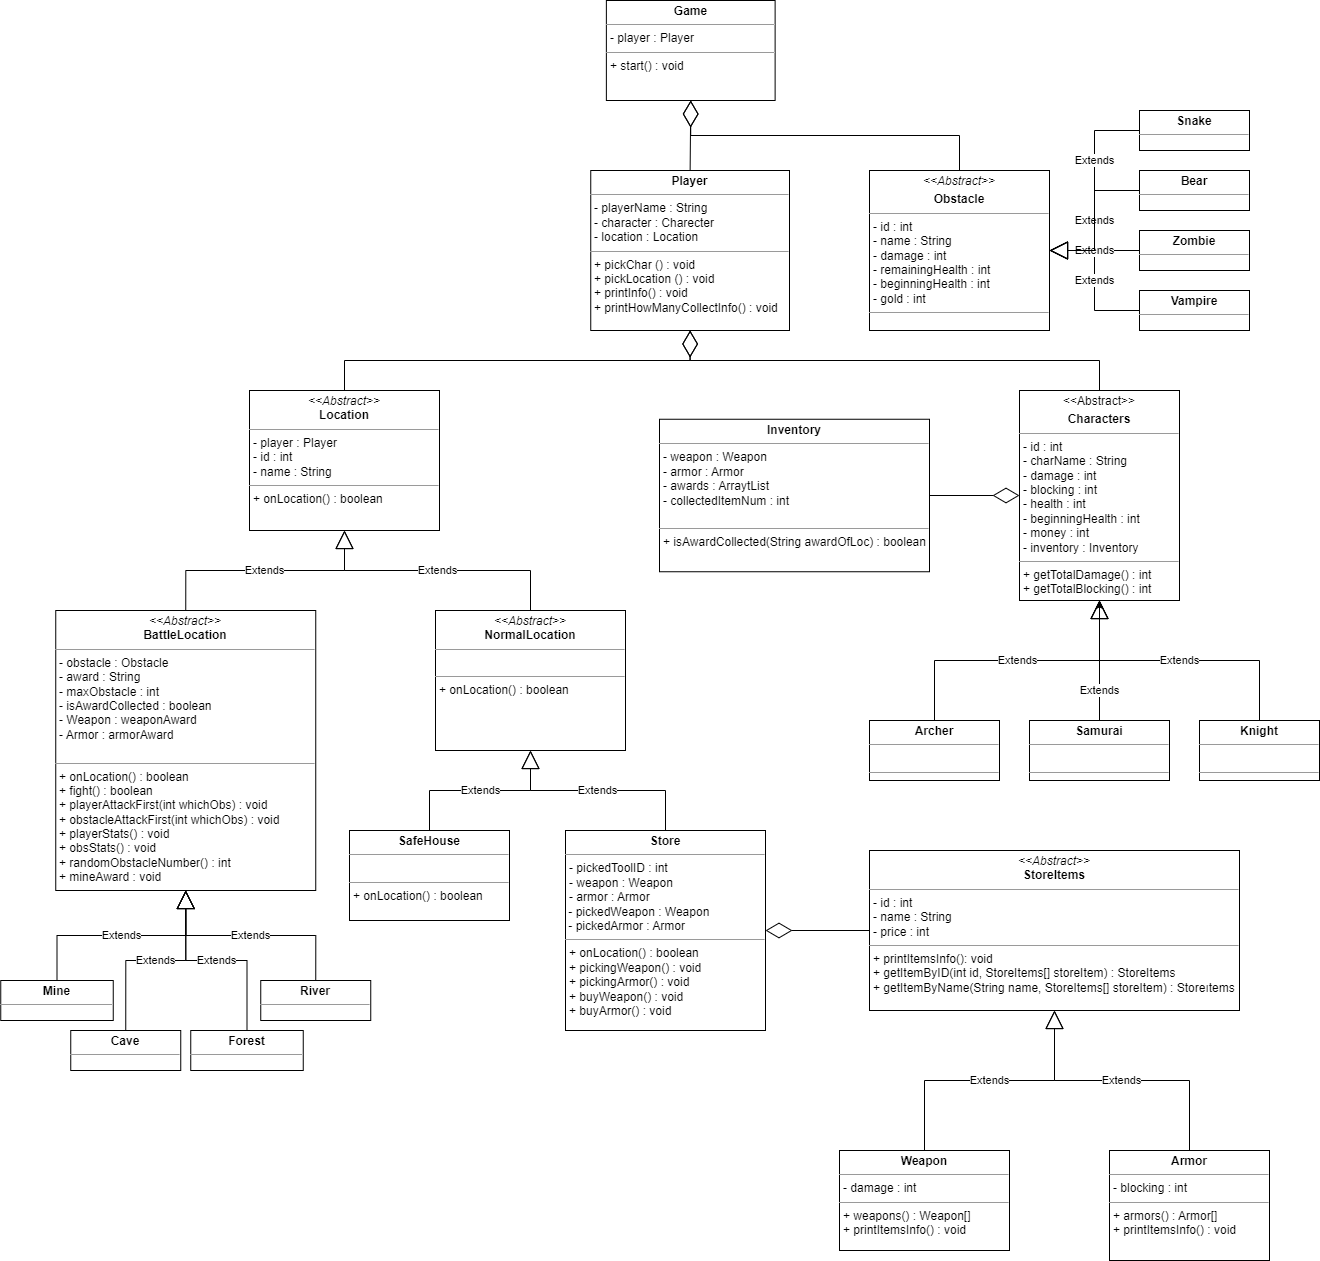 Game
- player : Player
+ start() : void
Snake
Extends
Bear
Extends
Zombie
Extends
Extends
Vampire
Player
- playerName : String
- character : Charecter
- location : Location
+ pickChar () : void
+ pickLocation () : void
+ printInfo() : void
+ printHowManyCollectInfo() : void
<<Abstract>>
Obstacle
- id : int
- name : String
- damage : int
- remainingHealth : int
- beginningHealth : int
- gold : int
<<Abstract>>
Location
- player : Player
- id : int
- name : String
+ onLocation() : boolean
Inventory
- weapon : Weapon
- armor : Armor
- awards : ArraytList
- collectedItemNum : int
+ isAwardCollected(String awardOfLoc) : boolean
<<Abstract>>
Characters
- id : int
- charName : String
- damage : int
- blocking : int
- health : int
- beginningHealth : int
- money : int
- inventory : Inventory
+ getTotalDamage() : int
+ getTotalBlocking() : int
Extends
Extends
<<Abstract>>
BattleLocation
- obstacle : Obstacle
- award : String
- maxObstacle : int
- isAwardCollected : boolean
- Weapon : weaponAward
- Armor : armorAward
+ onLocation() : boolean
+ fight() : boolean
+ playerAttackFirst(int whichObs) : void
+ obstacleAttackFirst(int whichObs) : void
+ playerStats() : void
+ obsStats() : void
+ randomObstacleNumber() : int
+ mineAward : void
<<Abstract>>
NormalLocation
+ onLocation() : boolean
Extends
Extends
Extends
Archer
Samurai
Knight
Extends
Extends
SafeHouse
+ onLocation() : boolean
Store
- pickedToolID : int
- weapon : Weapon
- armor : Armor
- pickedWeapon : Weapon
- pickedArmor : Armor
+ onLocation() : boolean
+ pickingWeapon() : void
+ pickingArmor() : void
+ buyWeapon() : void
+ buyArmor() : void
<<Abstract>>
StoreItems
- id : int
- name : String
- price : int
+ printItemsInfo(): void
+ getItemByID(int id, StoreItems[] storeItem) : StoreItems
+ getItemByName(String name, StoreItems[] storeItem) : StoreItems
Extends
Extends
Extends
Extends
Mine
River
Cave
Forest
Extends
Extends
Weapon
- damage : int
+ weapons() : Weapon[]
+ printItemsInfo() : void
Armor
- blocking : int
+ armors() : Armor[]
+ printItemsInfo() : void